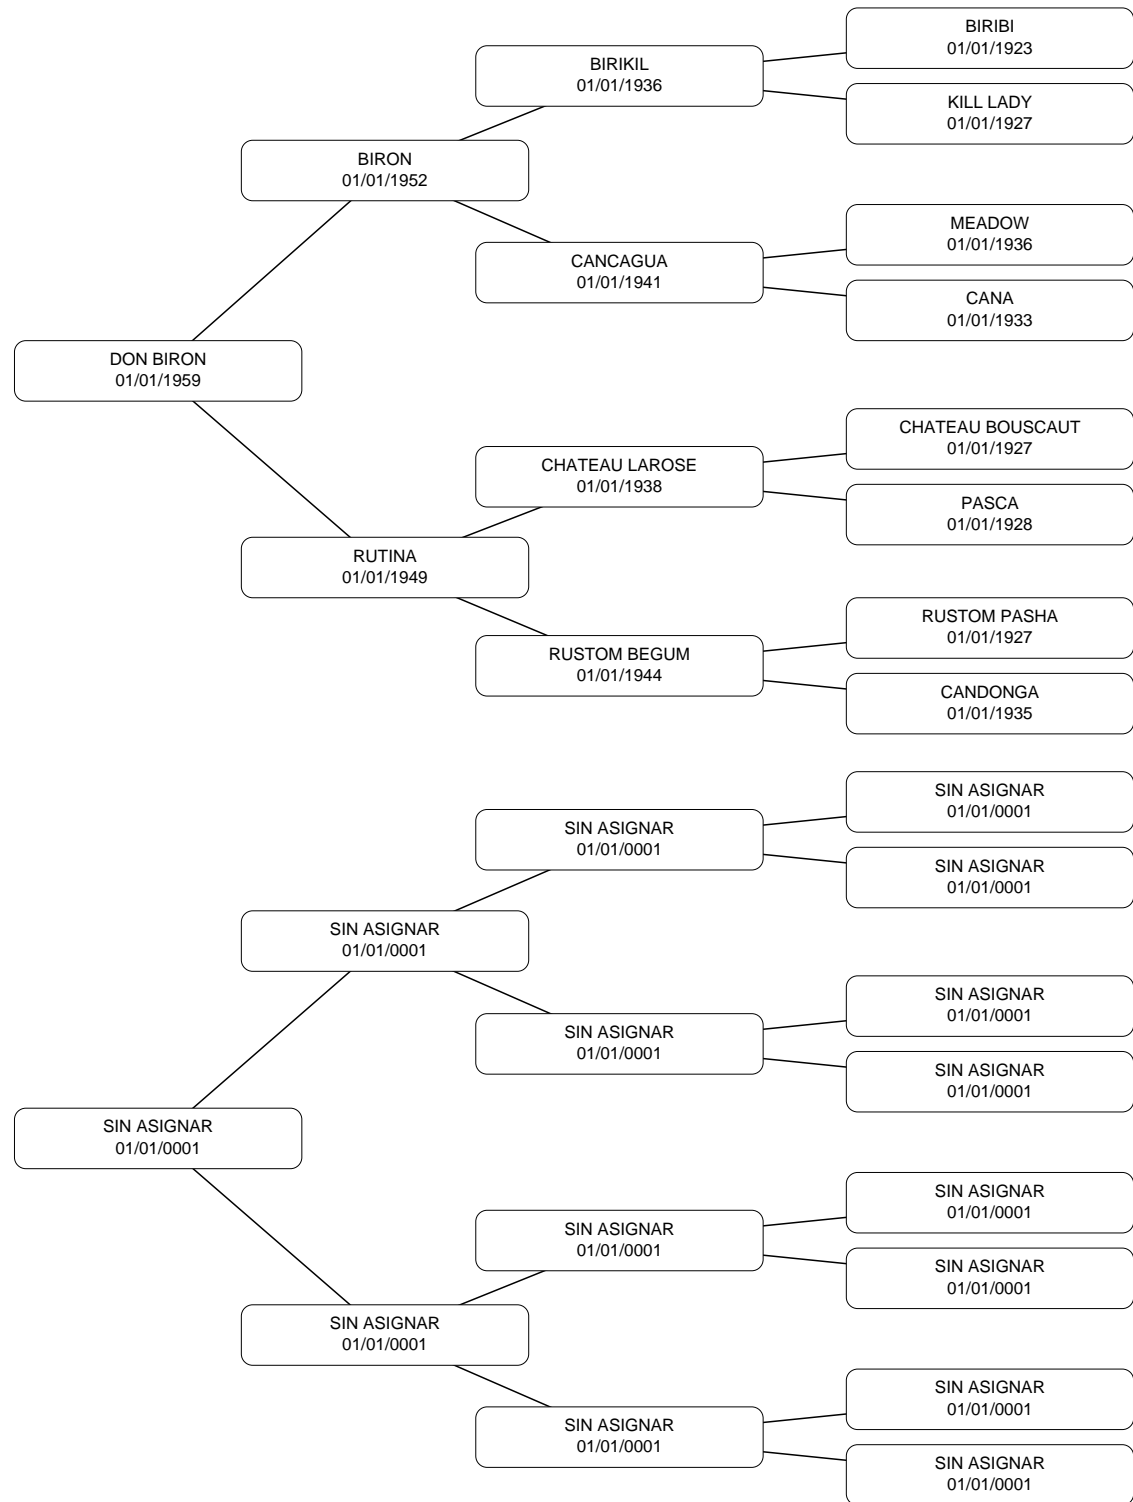 BIRIBI
01/01/1923
BIRIKIL
01/01/1936
KILL LADY
01/01/1927
BIRON
01/01/1952
MEADOW
01/01/1936
CANCAGUA
01/01/1941
CANA
01/01/1933
DON BIRON
01/01/1959
CHATEAU BOUSCAUT
01/01/1927
CHATEAU LAROSE
01/01/1938
PASCA
01/01/1928
RUTINA
01/01/1949
RUSTOM PASHA
01/01/1927
RUSTOM BEGUM
01/01/1944
CANDONGA
01/01/1935
SIN ASIGNAR
01/01/0001
SIN ASIGNAR
01/01/0001
SIN ASIGNAR
01/01/0001
SIN ASIGNAR
01/01/0001
SIN ASIGNAR
01/01/0001
SIN ASIGNAR
01/01/0001
SIN ASIGNAR
01/01/0001
SIN ASIGNAR
01/01/0001
SIN ASIGNAR
01/01/0001
SIN ASIGNAR
01/01/0001
SIN ASIGNAR
01/01/0001
SIN ASIGNAR
01/01/0001
SIN ASIGNAR
01/01/0001
SIN ASIGNAR
01/01/0001
SIN ASIGNAR
01/01/0001